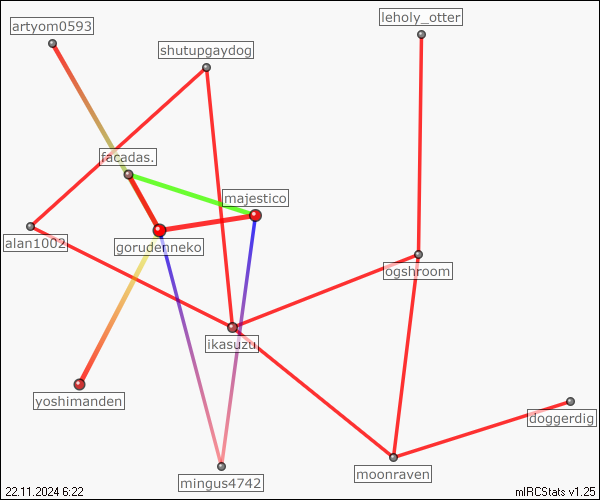 artyom0593
leholy_otter
shutupgaydog
facadas.
majestico
alan1002
gorudenneko
ogshroom
ikasuzu
yoshimanden
doggerdig
moonraven
mingus4742
22.11.2024 6:22
mIRCStats v1.25